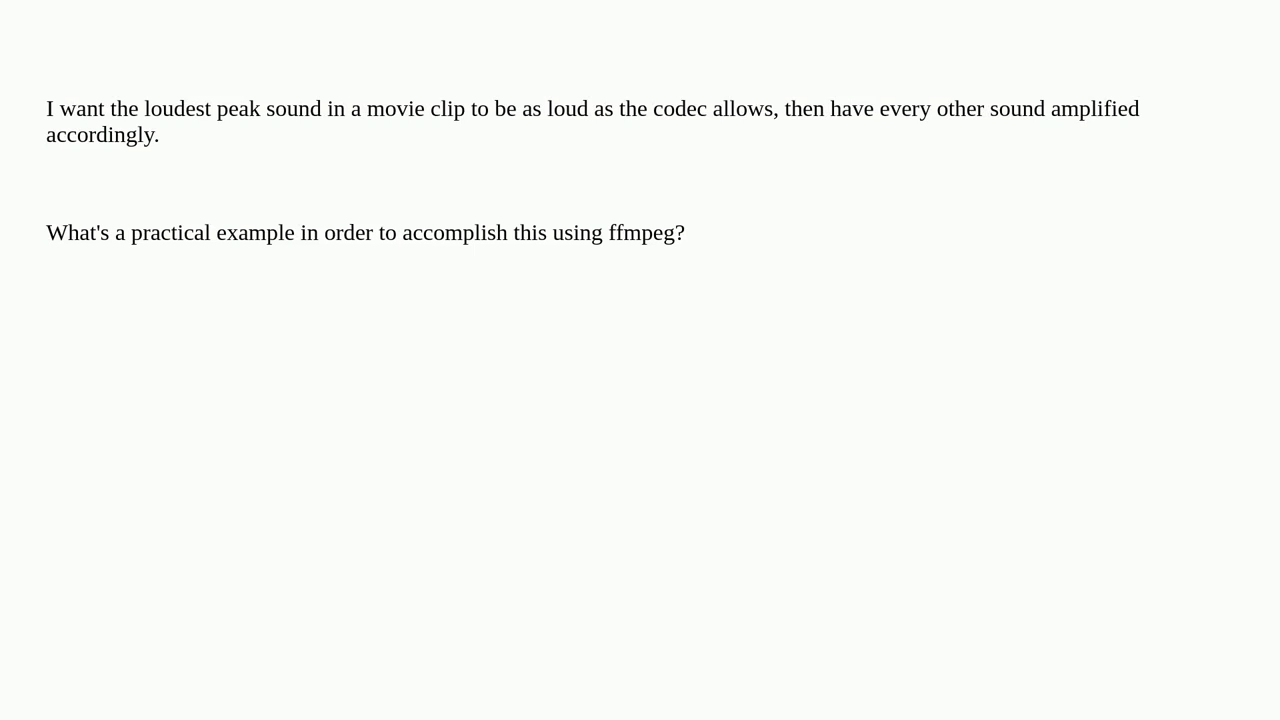 I want the loudest peak sound in a movie clip to be as loud as the codec allows, then have every other sound amplified
accordingly.
What's a practical example in order to accomplish this using ffmpeg?